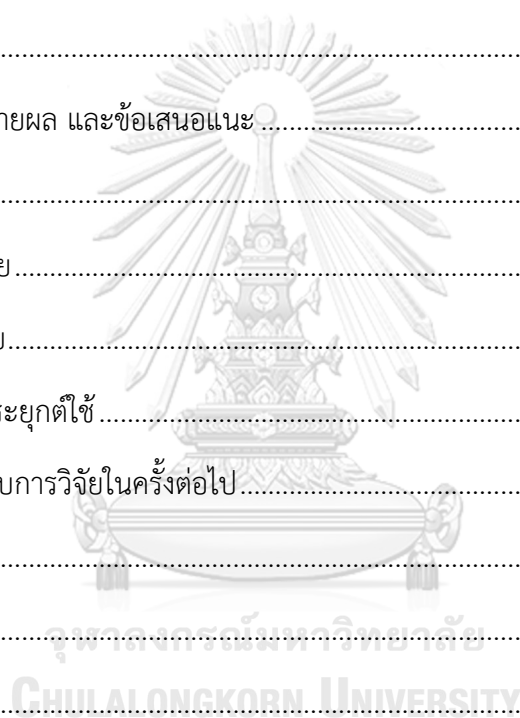 ....................................................................
ายผล และข้อเสนอแนะ....................................
....................................................................
ย....................................................................
บ....................................................................
ระยุกต์ใช้........................................................
บการวิจัยในครั้งต่อไป.....................................
....................................................................
....................................................................
จุฬาลงกรณ์มหาวิทยาลัย
....................................................................
CHULALONGKORN UNIVERSITY